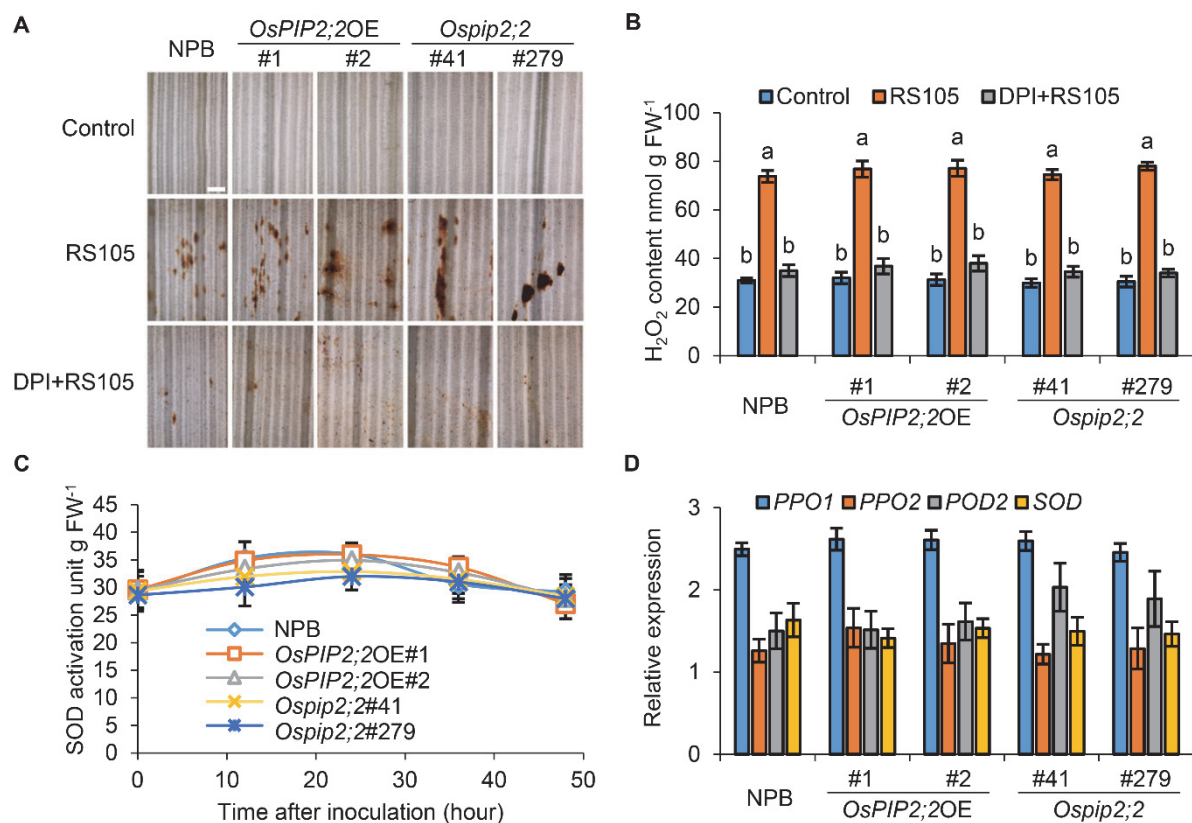 A
NPB
OsPIP2;2OE
Ospip2;2
#1 #2 #41 #279
Control
RS105
DPI+RS105
B
Control RS105 DPI+RS105
H₂O₂ content nmol g FW⁻¹
100
80
60
40
20
0
a a a a a
b b b b b b b b b b
NPB
#1 #2 #41 #279
OsPIP2;2OE Ospip2;2
C
SOD activation unit g FW⁻¹
45
40
35
30
25
20
15
10
5
0
NPB
OsPIP2;2OE#1
OsPIP2;2OE#2
Ospip2;2#41
Ospip2;2#279
0 10 20 30 40 50
Time after inoculation (hour)
D
PPO1 PPO2 POD2 SOD
Relative expression
3
2
1
0
NPB
#1 #2 #41 #279
OsPIP2;2OE Ospip2;2